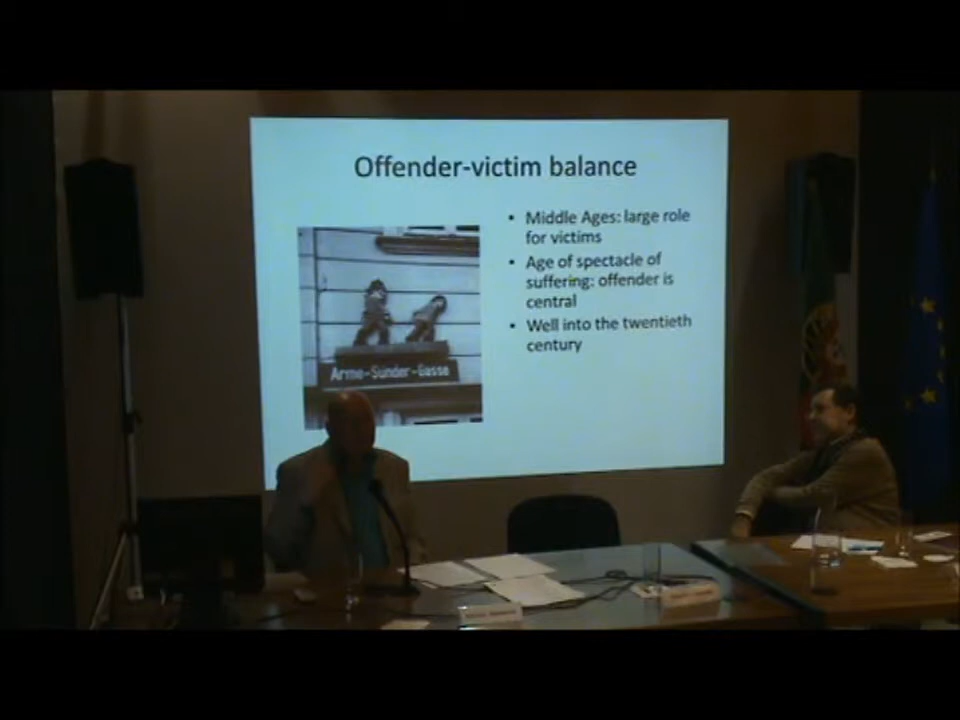 Offender-victim balance
• Middle Ages: large role
for victims
• Age of spectacle of
suffering: offender is
central
• Well into the twentieth
century
Arme-Sünder-Gasse